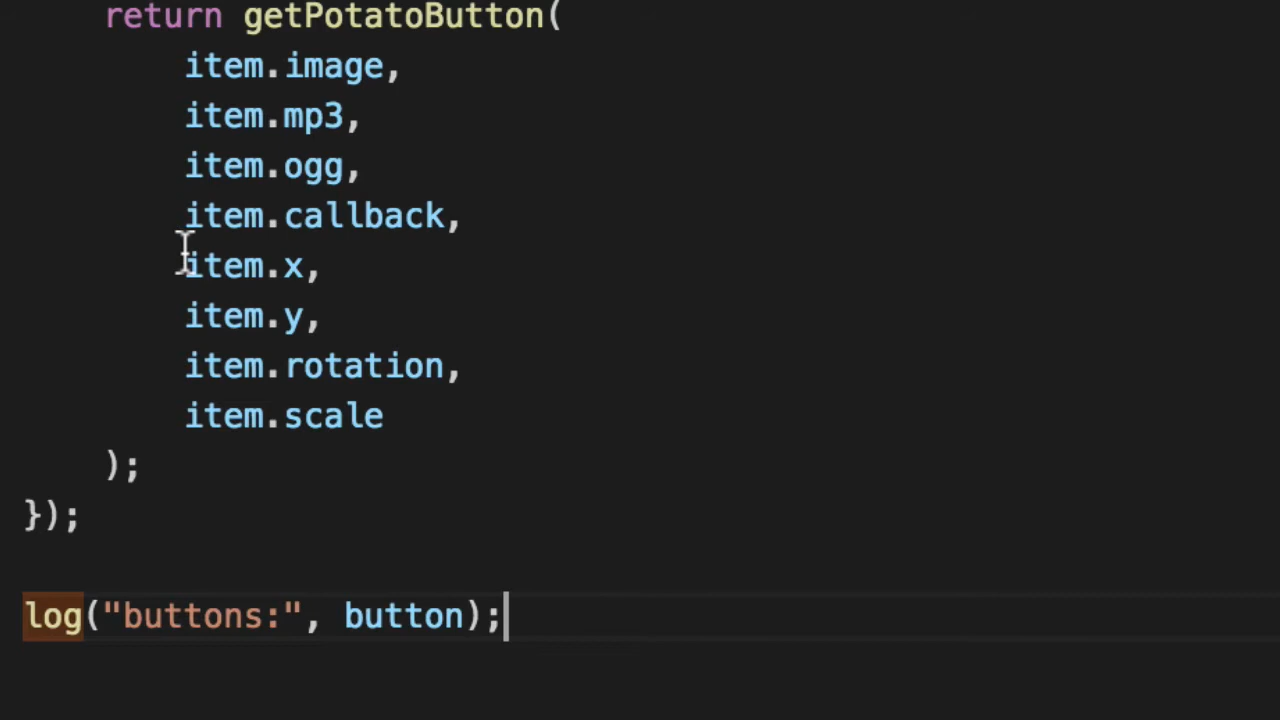 return getPotatoButton(
item.image,
item.mp3,
item.ogg,
item.callback,
item.x,
item.y,
item.rotation,
item.scale
);
});
log("buttons:", button);